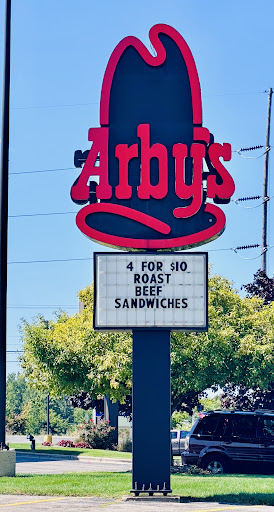 Arby's
4 FOR $10
ROAST
BEEF
SANDWICHES